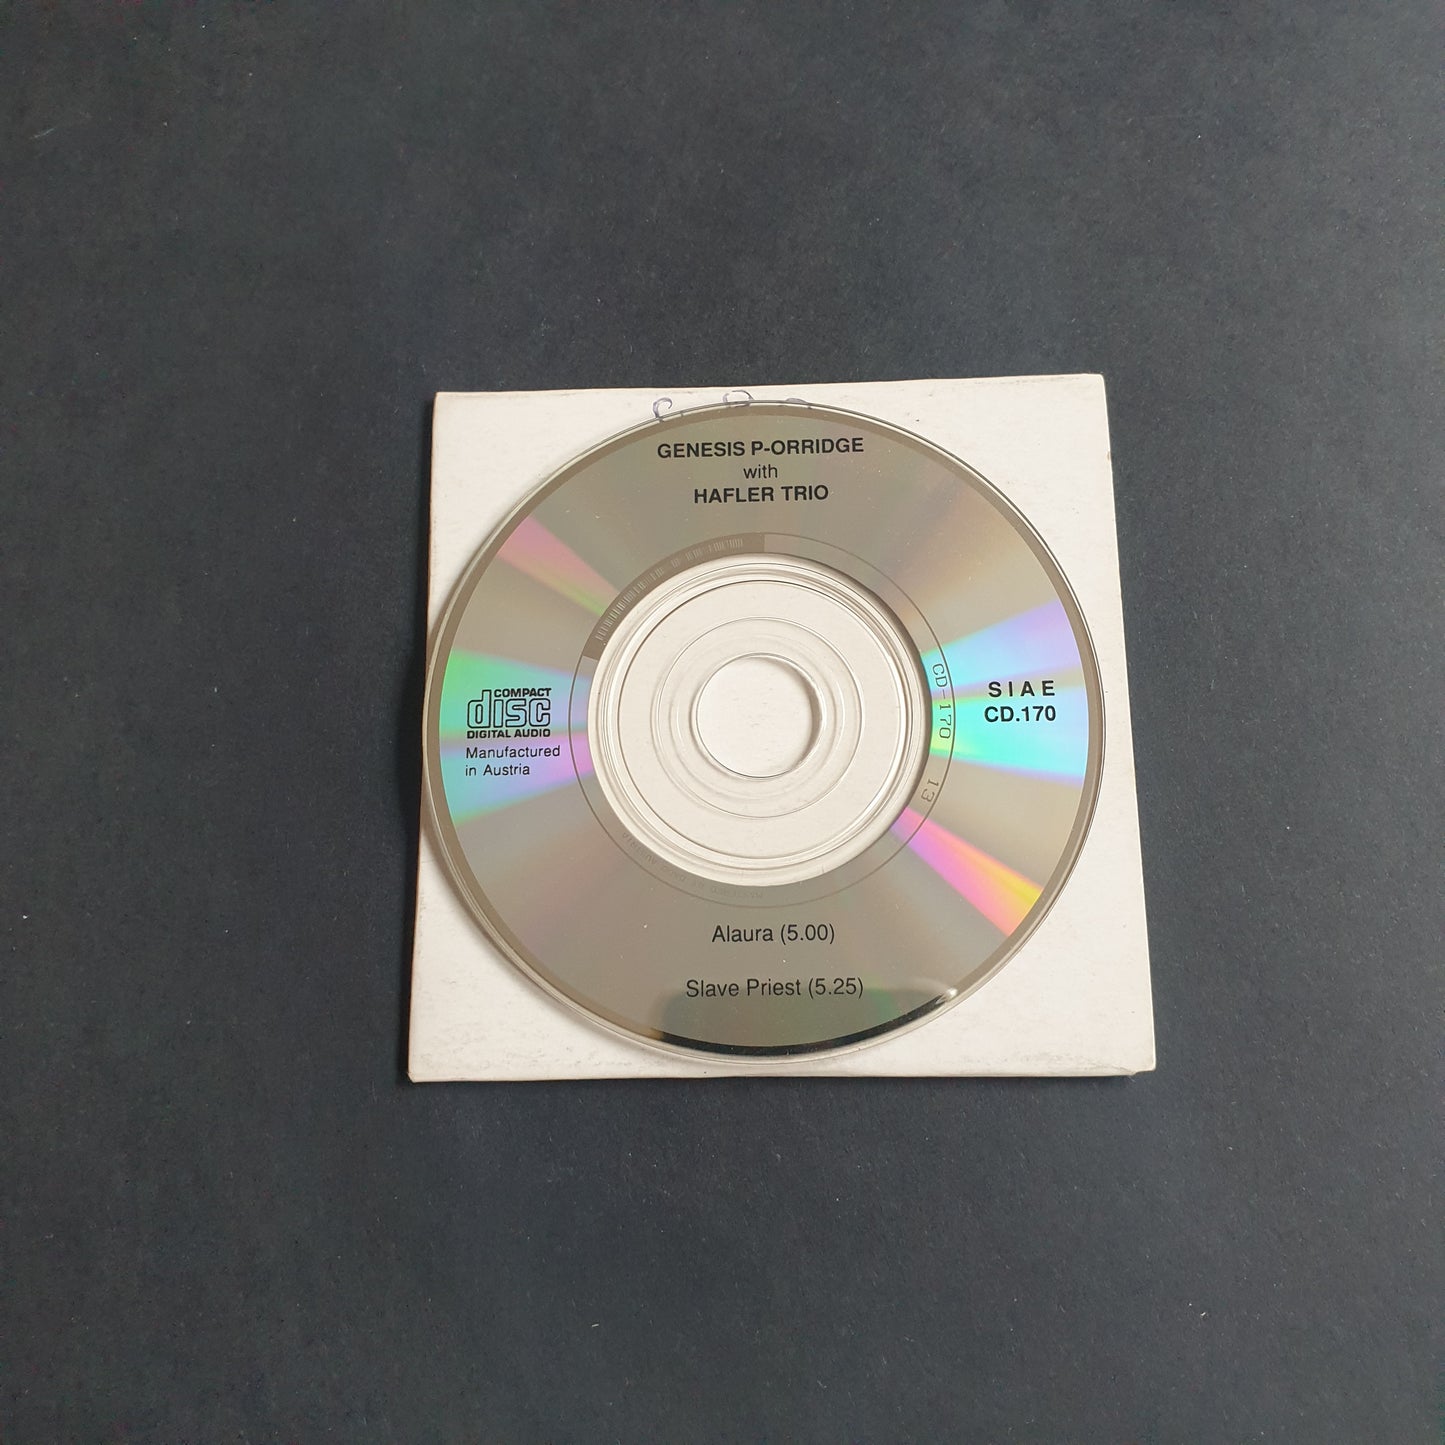 GENESIS P-ORRIDGE
with
HAFLER TRIO
COMPACT
disc
DIGITAL AUDIO
Manufactured
in Austria
CD-170 13
S I A E
CD.170
Alaura (5.00)
Slave Priest (5.25)